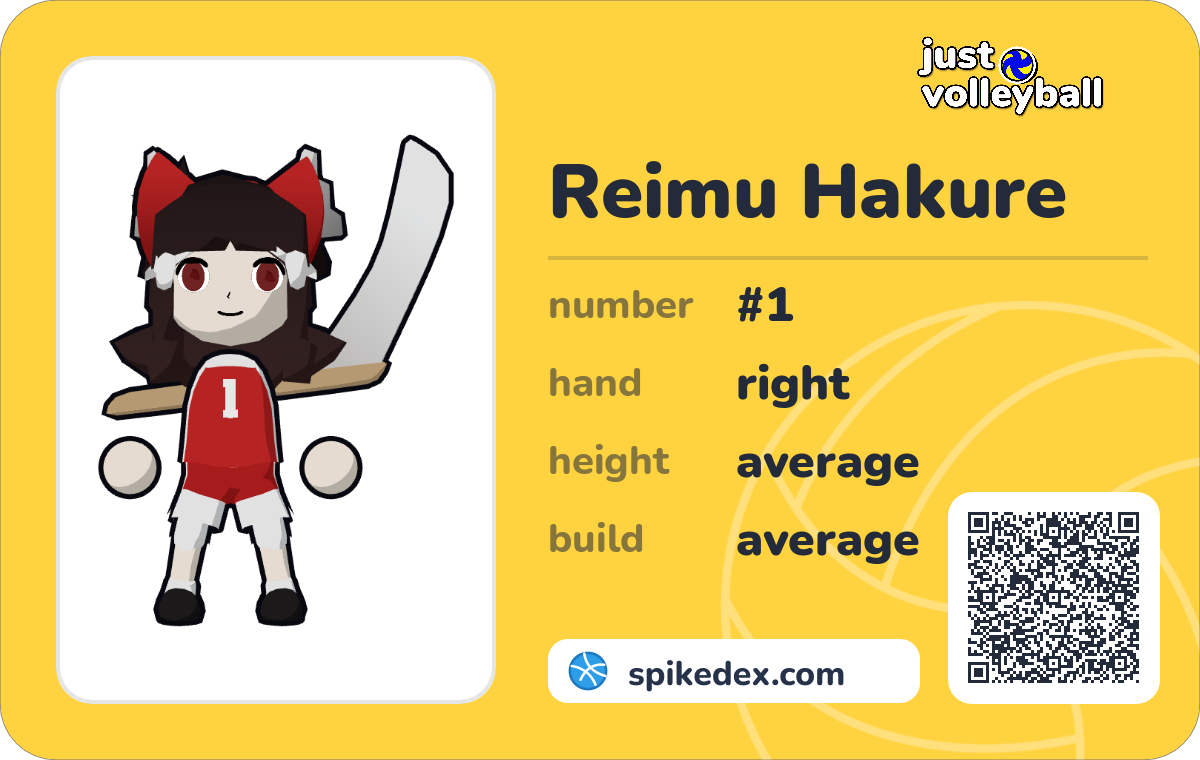 just
volleyball
Reimu Hakure
number #1
hand right
height average
build average
1
spikedex.com